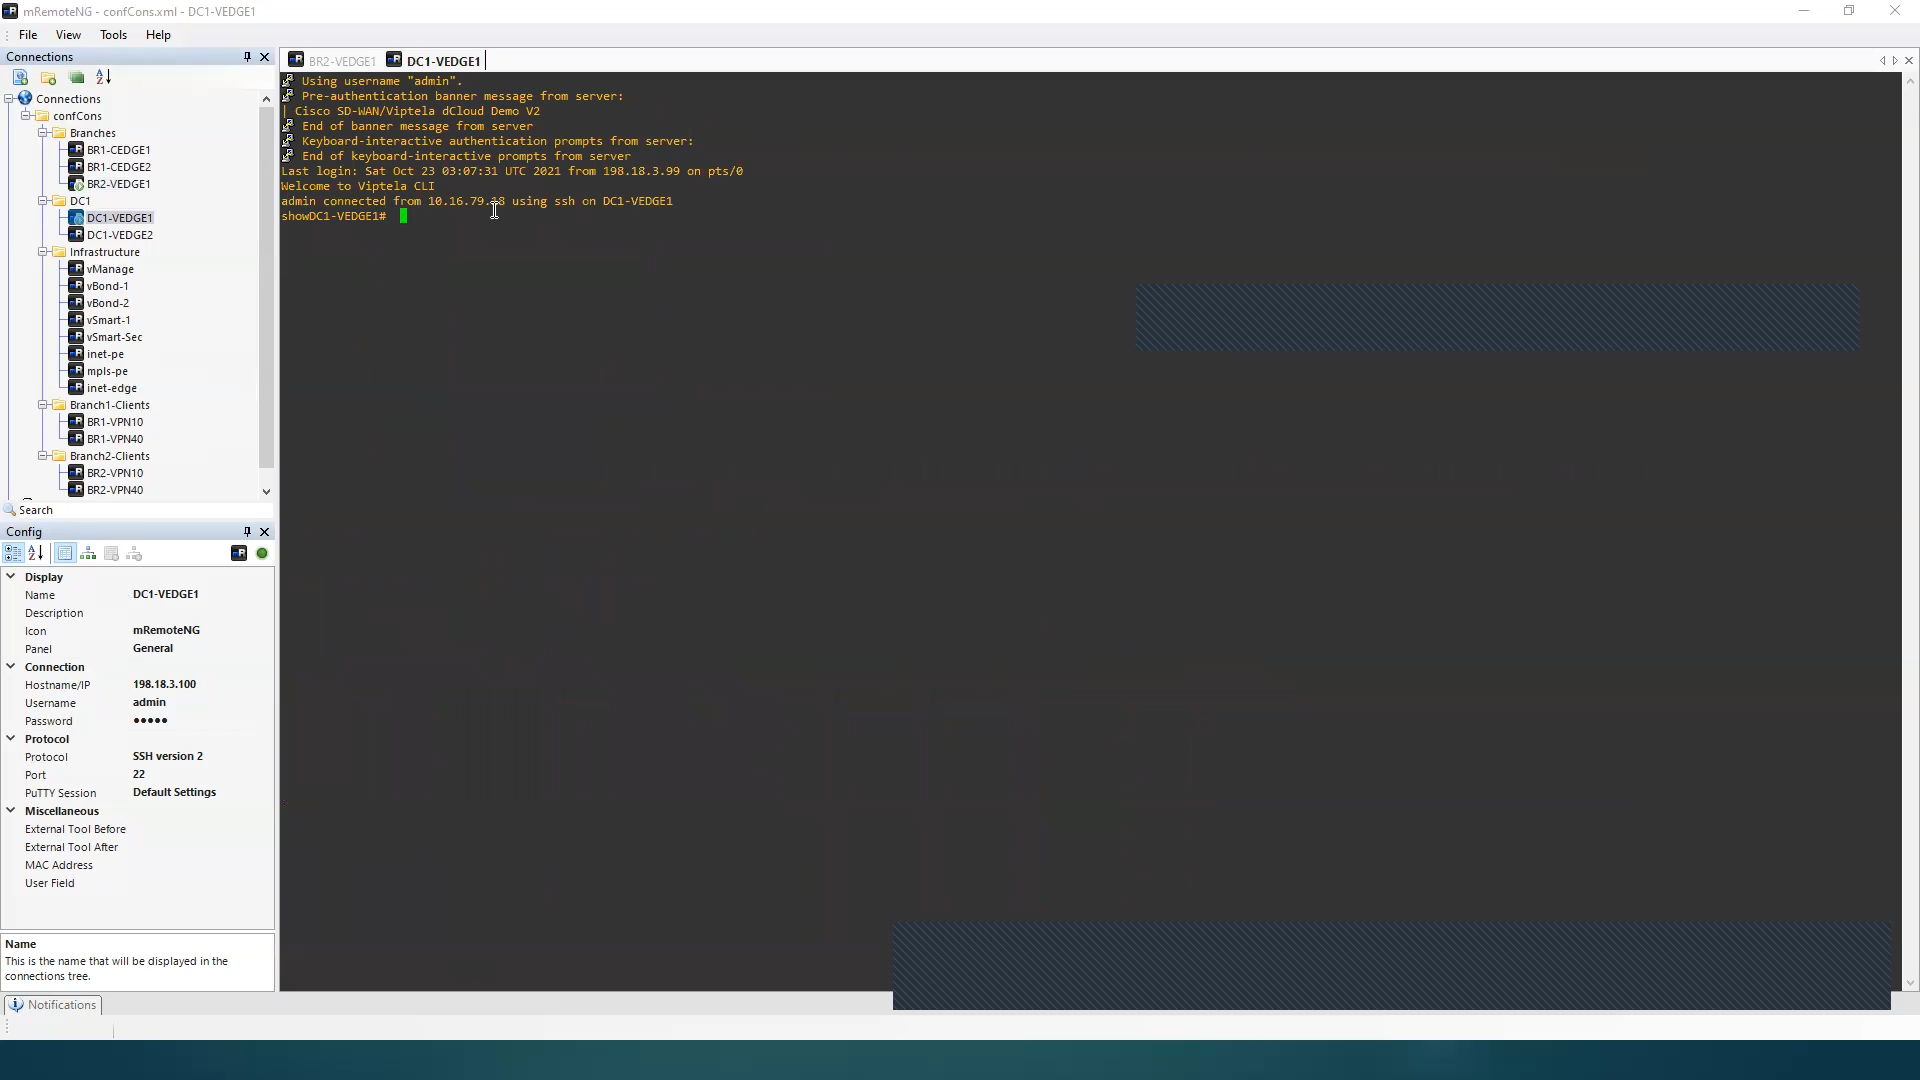 mRemoteNG - confCons.xml - DC1-VEDGE1
File View Tools Help
Connections
Connections
confCons
Branches
BR1-CEDGE1
BR1-CEDGE2
BR2-VEDGE1
DC1
DC1-VEDGE1
DC1-VEDGE2
Infrastructure
vManage
vBond-1
vBond-2
vSmart-1
vSmart-Sec
inet-pe
mpls-pe
inet-edge
Branch1-Clients
BR1-VPN10
BR1-VPN40
Branch2-Clients
BR2-VPN10
BR2-VPN40
Search
Config
Display
Name DC1-VEDGE1
Description
Icon mRemoteNG
Panel General
Connection
Hostname/IP 198.18.3.100
Username admin
Password •••••
Protocol
Protocol SSH version 2
Port 22
PuTTY Session Default Settings
Miscellaneous
External Tool Before
External Tool After
MAC Address
User Field
Name
This is the name that will be displayed in the
connections tree.
Notifications
BR2-VEDGE1 DC1-VEDGE1
Using username "admin".
Pre-authentication banner message from server:
| Cisco SD-WAN/Viptela dCloud Demo V2
End of banner message from server
Keyboard-interactive authentication prompts from server:
End of keyboard-interactive prompts from server
Last login: Sat Oct 23 03:07:31 UTC 2021 from 198.18.3.99 on pts/0
Welcome to Viptela CLI
admin connected from using ssh on DC1-VEDGE1
showDC1-VEDGE1#